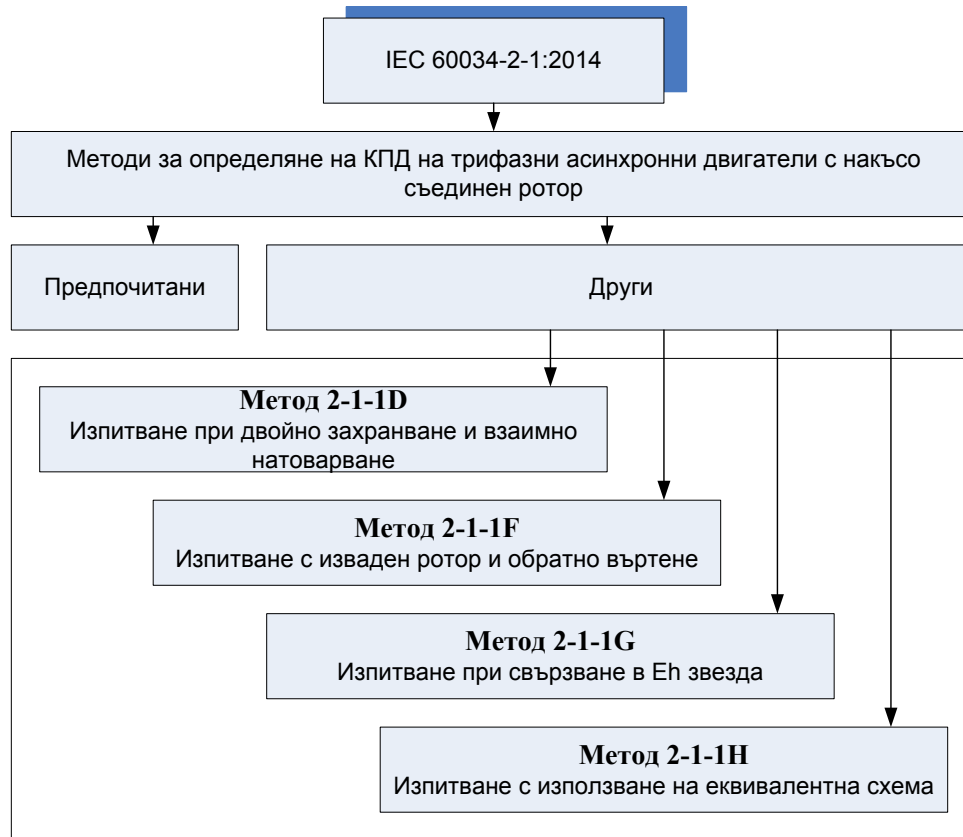 IEC 60034-2-1:2014
Методи за определяне на КПД на трифазни асинхронни двигатели с накъсо
съединен ротор
Предпочитани
Други
Метод 2-1-1D
Изпитване при двойно захранване и взаимно
натоварване
Метод 2-1-1F
Изпитване с изваден ротор и обратно въртене
Метод 2-1-1G
Изпитване при свързване в Eh звезда
Метод 2-1-1H
Изпитване с използване на еквивалентна схема